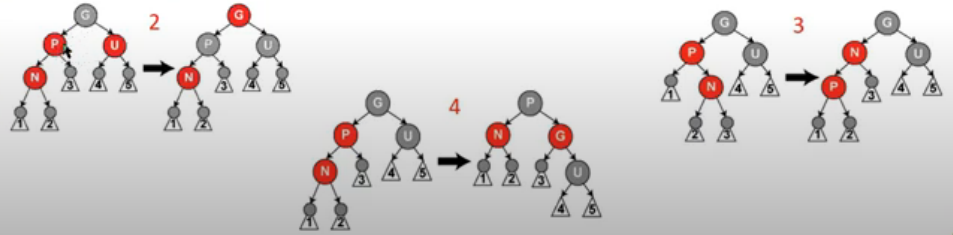 2
G G
P U P U
N 3 4 5 N 3 4 5
1 2 1 2
4
G P
P U N G
N 3 4 5 1 2 3 U
1 2 4 5
3
G G
P U N U
1 N 4 5 P 3 4 5
2 3 1 2